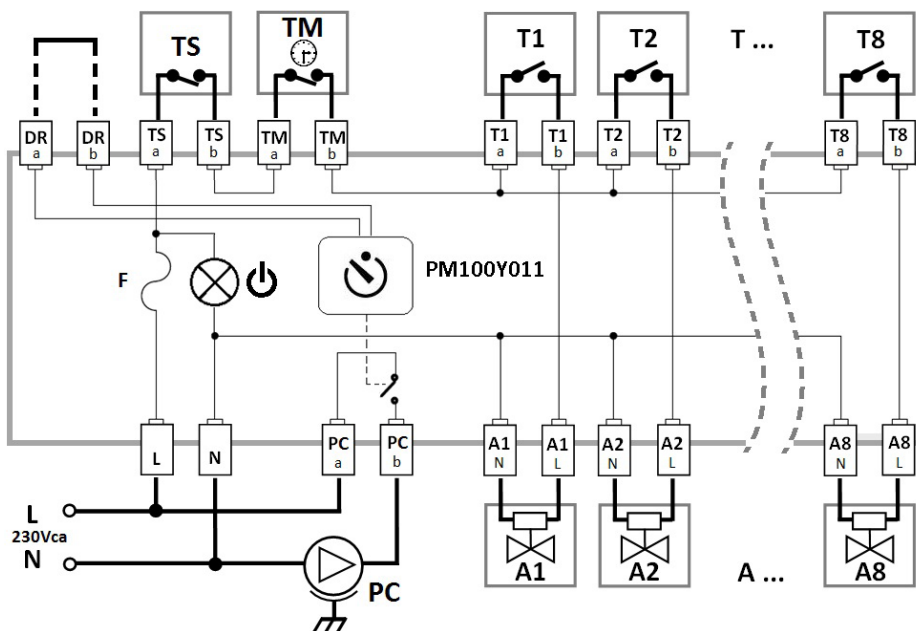 TS
TM
T1
T2
T ...
T8
DR
a
DR
b
TS
a
TS
b
TM
a
TM
b
T1
a
T1
b
T2
a
T2
b
T8
a
T8
b
F
PM100Y011
L
N
PC
a
PC
b
A1
N
A1
L
A2
N
A2
L
A8
N
A8
L
L
230Vca
N
PC
A1
A2
A ...
A8